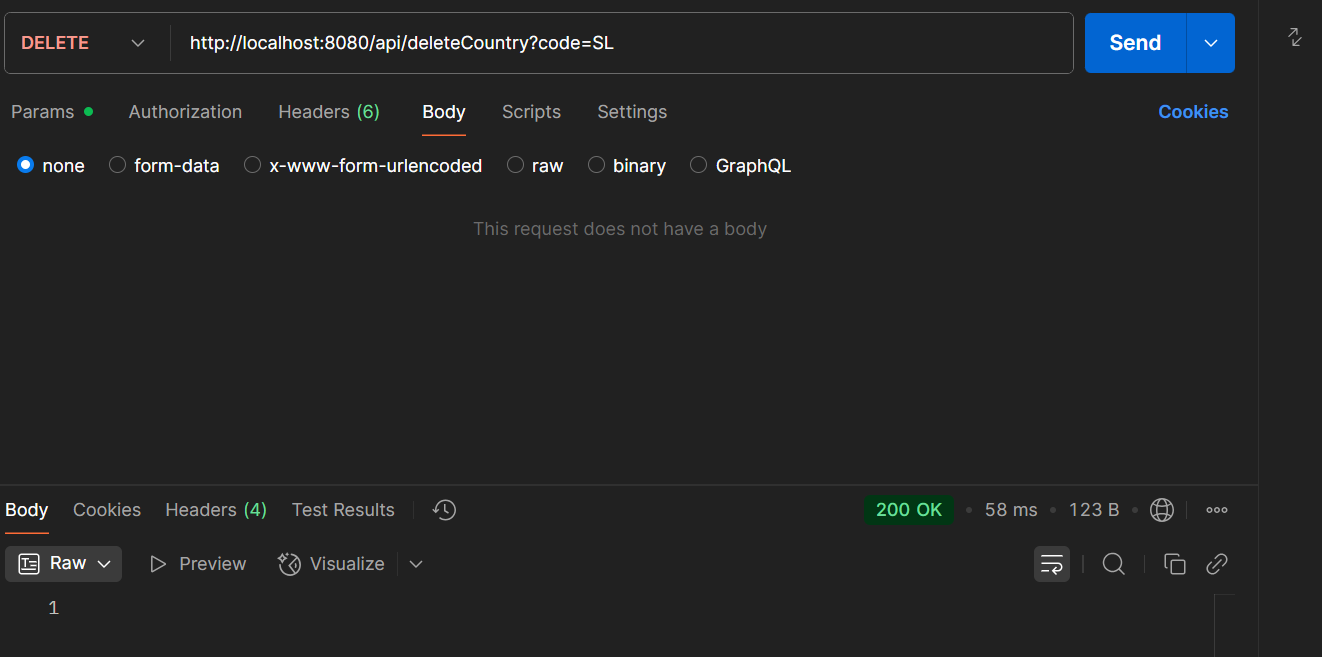 DELETE http://localhost:8080/api/deleteCountry?code=SL Send
Params Authorization Headers (6) Body Scripts Settings Cookies
none form-data x-www-form-urlencoded raw binary GraphQL
This request does not have a body
Body Cookies Headers (4) Test Results 200 OK • 58 ms • 123 B •
Raw Preview Visualize
1